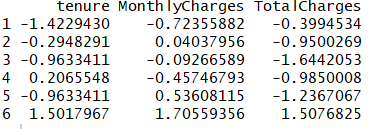 tenure MonthlyCharges TotalCharges
1 -1.4229430 -0.72355882 -0.3994534
2 -0.2948291 0.04037956 -0.9500269
3 -0.9633411 -0.09266589 -1.6442053
4 0.2065548 -0.45746793 -0.9850008
5 -0.9633411 0.53608115 -1.2367067
6 1.5017967 1.70559356 1.5076825